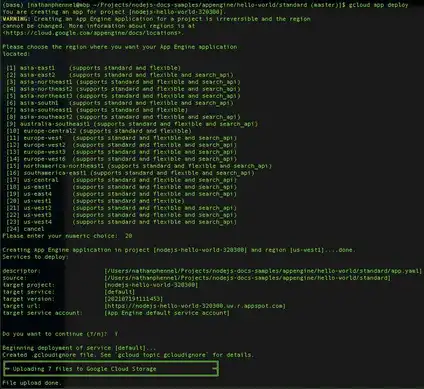 (base) [nathanphennel@mbp ~/Projects/nodejs-docs-samples/appengine/hello-world/standard (master)]$ gcloud app deploy
You are creating an app for project [nodejs-hello-world-320300].
WARNING: Creating an App Engine application for a project is irreversible and the region
cannot be changed. More information about regions is at
<https://cloud.google.com/appengine/docs/locations>.
Please choose the region where you want your App Engine application
located:
[1] asia-east1 (supports standard and flexible)
[2] asia-east2 (supports standard and flexible and search_api)
[3] asia-northeast1 (supports standard and flexible and search_api)
[4] asia-northeast2 (supports standard and flexible and search_api)
[5] asia-northeast3 (supports standard and flexible and search_api)
[6] asia-south1 (supports standard and flexible and search_api)
[7] asia-southeast1 (supports standard and flexible)
[8] asia-southeast2 (supports standard and flexible and search_api)
[9] australia-southeast1 (supports standard and flexible and search_api)
[10] europe-central2 (supports standard and flexible)
[11] europe-west (supports standard and flexible and search_api)
[12] europe-west2 (supports standard and flexible and search_api)
[13] europe-west3 (supports standard and flexible and search_api)
[14] europe-west6 (supports standard and flexible and search_api)
[15] northamerica-northeast1 (supports standard and flexible and search_api)
[16] southamerica-east1 (supports standard and flexible and search_api)
[17] us-central (supports standard and flexible and search_api)
[18] us-east1 (supports standard and flexible and search_api)
[19] us-east4 (supports standard and flexible and search_api)
[20] us-west1 (supports standard and flexible)
[21] us-west2 (supports standard and flexible and search_api)
[22] us-west3 (supports standard and flexible and search_api)
[23] us-west4 (supports standard and flexible and search_api)
[24] cancel
Please enter your numeric choice: 20
Creating App Engine application in project [nodejs-hello-world-320300] and region [us-west1]....done.
Services to deploy:
descriptor: [/Users/nathanphennel/Projects/nodejs-docs-samples/appengine/hello-world/standard/app.yaml]
source: [/Users/nathanphennel/Projects/nodejs-docs-samples/appengine/hello-world/standard]
target project: [nodejs-hello-world-320300]
target service: [default]
target version: [20210719t111453]
target url: [https://nodejs-hello-world-320300.uw.r.appspot.com]
target service account: [App Engine default service account]
Do you want to continue (Y/n)? Y
Beginning deployment of service [default]...
Created .gcloudignore file. See `gcloud topic gcloudignore` for details.
Uploading 7 files to Google Cloud Storage
File upload done.